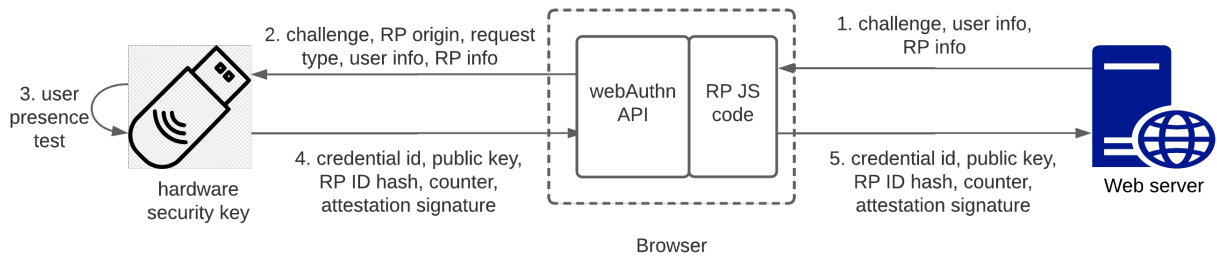 1. challenge, user info,
RP info
2. challenge, RP origin, request
type, user info, RP info
3. user
presence
test
webAuthn
API
RP JS
code
4. credential id, public key,
RP ID hash, counter,
attestation signature
5. credential id, public key,
RP ID hash, counter,
attestation signature
hardware
security key
Web server
Browser